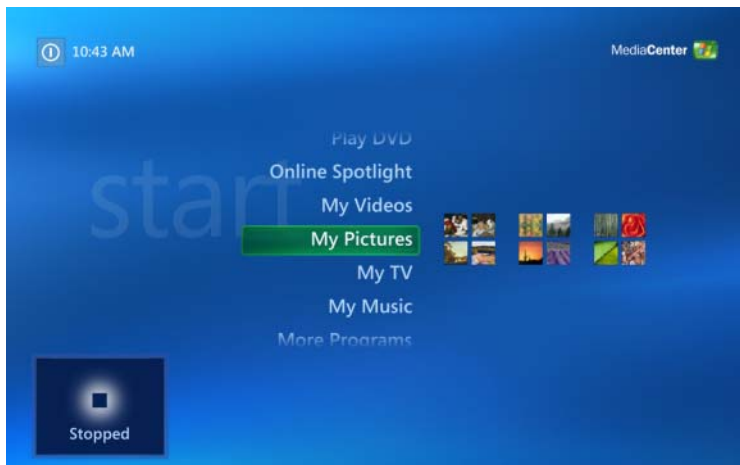 10:43 AM
MediaCenter
start
Play DVD
Online Spotlight
My Videos
My Pictures
My TV
My Music
More Programs
Stopped